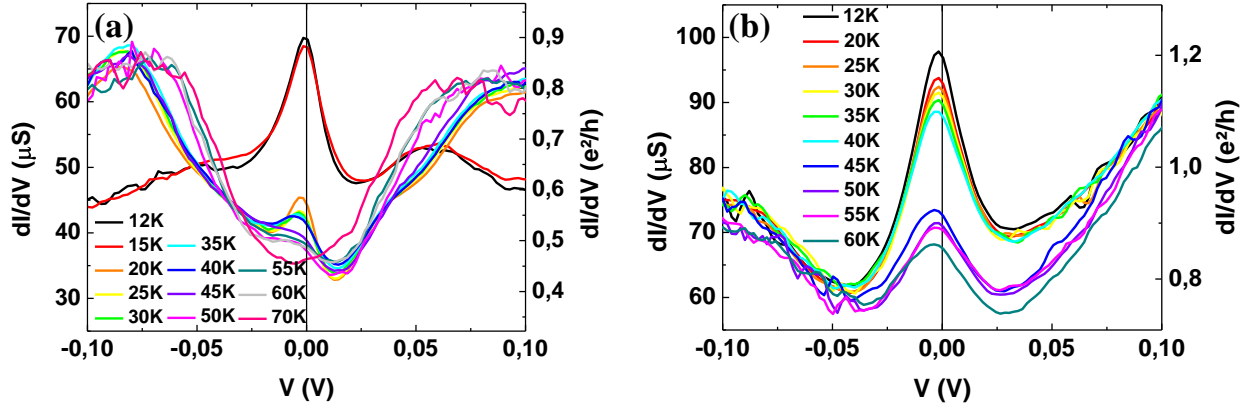 (a)
dI/dV (µS)
70
60
50
40
30
12K
15K
20K
25K
30K
35K
40K
45K
50K
55K
60K
70K
-0,10
-0,05
0,00
0,05
0,10
V (V)
0,9
0,8
0,7
0,6
0,5
0,4
dI/dV (e²/h)
(b)
dI/dV (µS)
100
90
80
70
60
12K
20K
25K
30K
35K
40K
45K
50K
55K
60K
-0,10
-0,05
0,00
0,05
0,10
V (V)
1,2
1,0
0,8
dI/dV (e²/h)